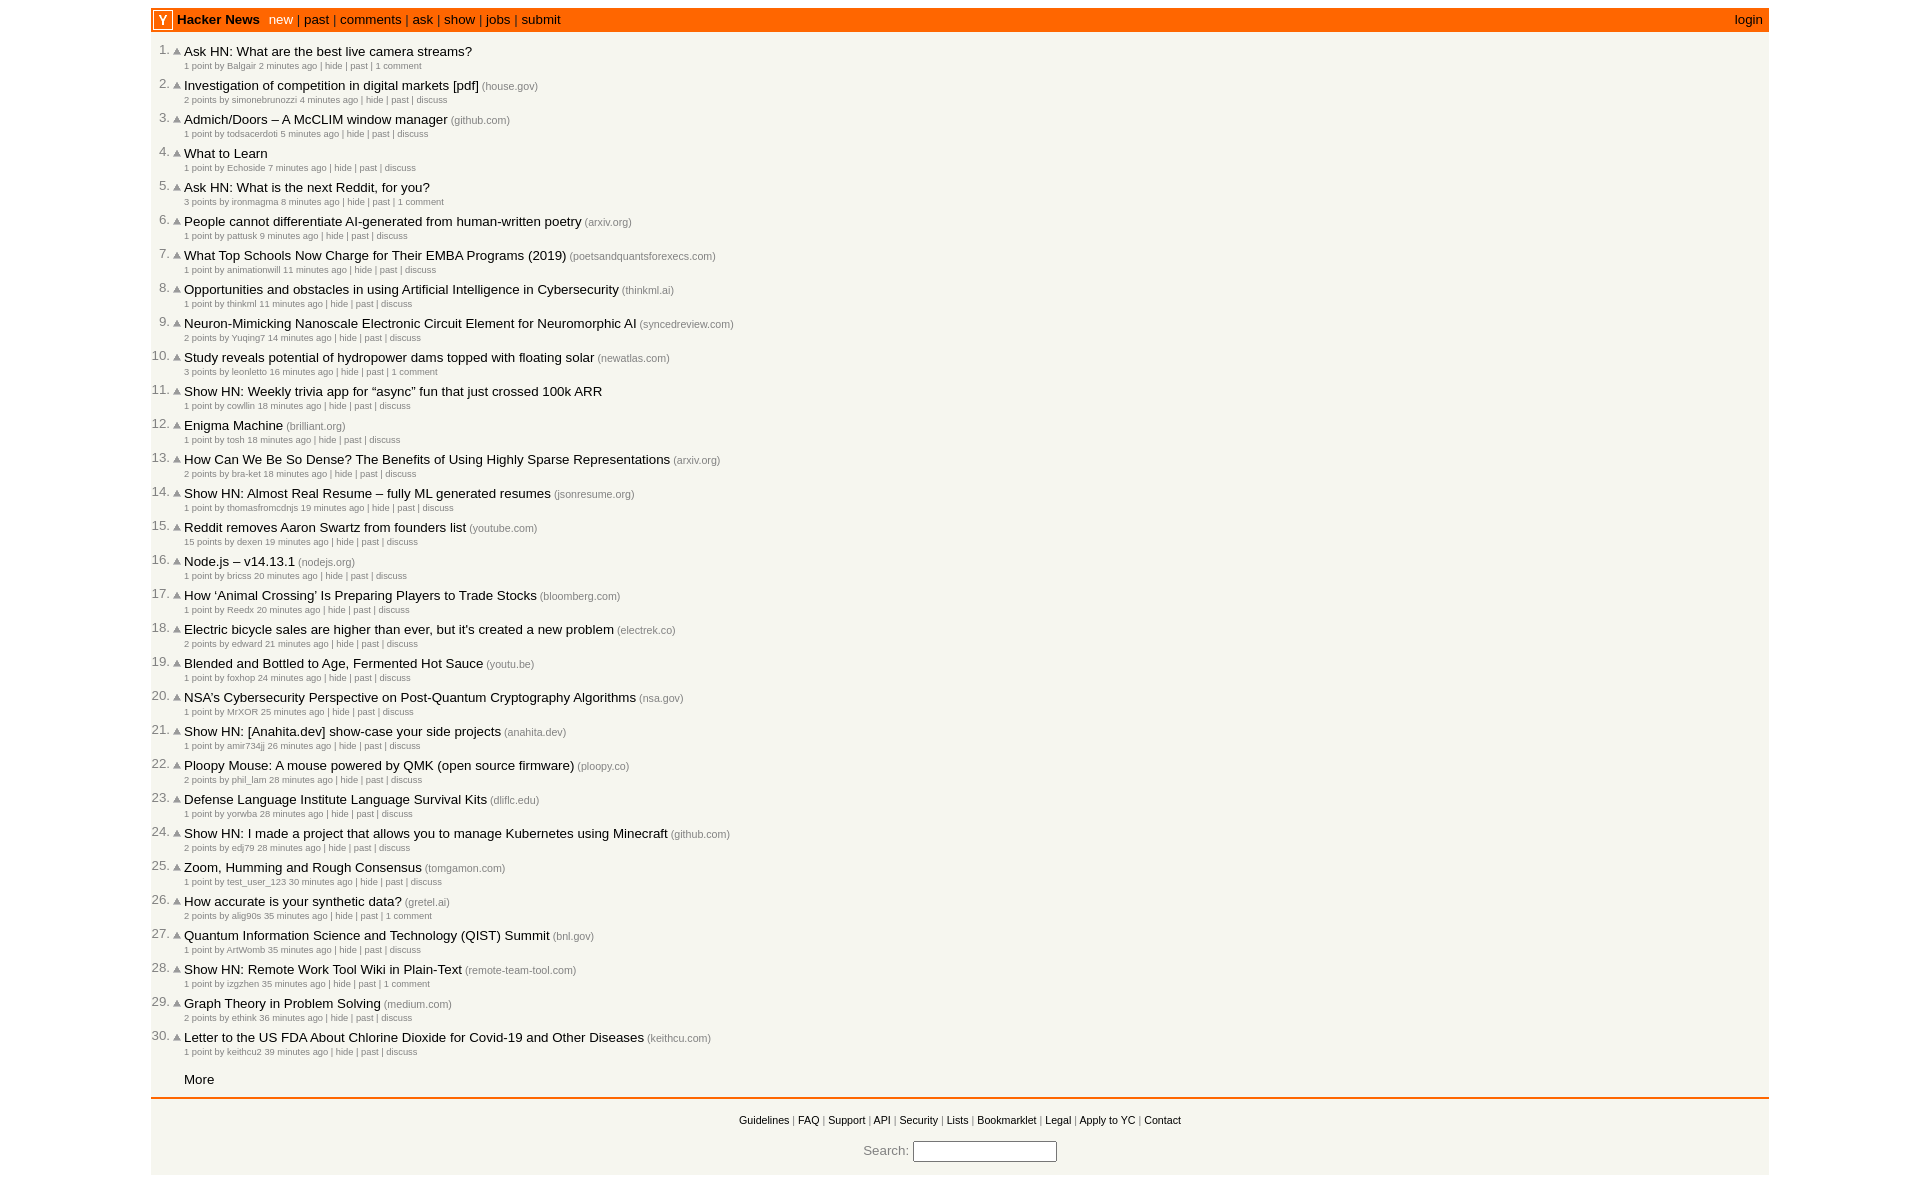 Y Hacker News new | past | comments | ask | show | jobs | submit login
1. Ask HN: What are the best live camera streams?
1 point by Balgair 2 minutes ago | hide | past | 1 comment
2. Investigation of competition in digital markets [pdf] (house.gov)
2 points by simonebrunozzi 4 minutes ago | hide | past | discuss
3. Admich/Doors – A McCLIM window manager (github.com)
1 point by todsacerdoti 5 minutes ago | hide | past | discuss
4. What to Learn
1 point by Echoside 7 minutes ago | hide | past | discuss
5. Ask HN: What is the next Reddit, for you?
3 points by ironmagma 8 minutes ago | hide | past | 1 comment
6. People cannot differentiate AI-generated from human-written poetry (arxiv.org)
1 point by pattusk 9 minutes ago | hide | past | discuss
7. What Top Schools Now Charge for Their EMBA Programs (2019) (poetsandquantsforexecs.com)
1 point by animationwill 11 minutes ago | hide | past | discuss
8. Opportunities and obstacles in using Artificial Intelligence in Cybersecurity (thinkml.ai)
1 point by thinkml 11 minutes ago | hide | past | discuss
9. Neuron-Mimicking Nanoscale Electronic Circuit Element for Neuromorphic AI (syncedreview.com)
2 points by Yuqing7 14 minutes ago | hide | past | discuss
10. Study reveals potential of hydropower dams topped with floating solar (newatlas.com)
3 points by leonletto 16 minutes ago | hide | past | 1 comment
11. Show HN: Weekly trivia app for “async” fun that just crossed 100k ARR
1 point by cowllin 18 minutes ago | hide | past | discuss
12. Enigma Machine (brilliant.org)
1 point by tosh 18 minutes ago | hide | past | discuss
13. How Can We Be So Dense? The Benefits of Using Highly Sparse Representations (arxiv.org)
2 points by bra-ket 18 minutes ago | hide | past | discuss
14. Show HN: Almost Real Resume – fully ML generated resumes (jsonresume.org)
1 point by thomasfromcdnjs 19 minutes ago | hide | past | discuss
15. Reddit removes Aaron Swartz from founders list (youtube.com)
15 points by dexen 19 minutes ago | hide | past | discuss
16. Node.js – v14.13.1 (nodejs.org)
1 point by bricss 20 minutes ago | hide | past | discuss
17. How ‘Animal Crossing’ Is Preparing Players to Trade Stocks (bloomberg.com)
1 point by Reedx 20 minutes ago | hide | past | discuss
18. Electric bicycle sales are higher than ever, but it's created a new problem (electrek.co)
2 points by edward 21 minutes ago | hide | past | discuss
19. Blended and Bottled to Age, Fermented Hot Sauce (youtu.be)
1 point by foxhop 24 minutes ago | hide | past | discuss
20. NSA’s Cybersecurity Perspective on Post-Quantum Cryptography Algorithms (nsa.gov)
1 point by MrXOR 25 minutes ago | hide | past | discuss
21. Show HN: [Anahita.dev] show-case your side projects (anahita.dev)
1 point by amir734jj 26 minutes ago | hide | past | discuss
22. Ploopy Mouse: A mouse powered by QMK (open source firmware) (ploopy.co)
2 points by phil_lam 28 minutes ago | hide | past | discuss
23. Defense Language Institute Language Survival Kits (dliflc.edu)
1 point by yorwba 28 minutes ago | hide | past | discuss
24. Show HN: I made a project that allows you to manage Kubernetes using Minecraft (github.com)
2 points by edj79 28 minutes ago | hide | past | discuss
25. Zoom, Humming and Rough Consensus (tomgamon.com)
1 point by test_user_123 30 minutes ago | hide | past | discuss
26. How accurate is your synthetic data? (gretel.ai)
2 points by alig90s 35 minutes ago | hide | past | 1 comment
27. Quantum Information Science and Technology (QIST) Summit (bnl.gov)
1 point by ArtWomb 35 minutes ago | hide | past | discuss
28. Show HN: Remote Work Tool Wiki in Plain-Text (remote-team-tool.com)
1 point by izgzhen 35 minutes ago | hide | past | 1 comment
29. Graph Theory in Problem Solving (medium.com)
2 points by ethink 36 minutes ago | hide | past | discuss
30. Letter to the US FDA About Chlorine Dioxide for Covid-19 and Other Diseases (keithcu.com)
1 point by keithcu2 39 minutes ago | hide | past | discuss
More
Guidelines | FAQ | Support | API | Security | Lists | Bookmarklet | Legal | Apply to YC | Contact
Search: